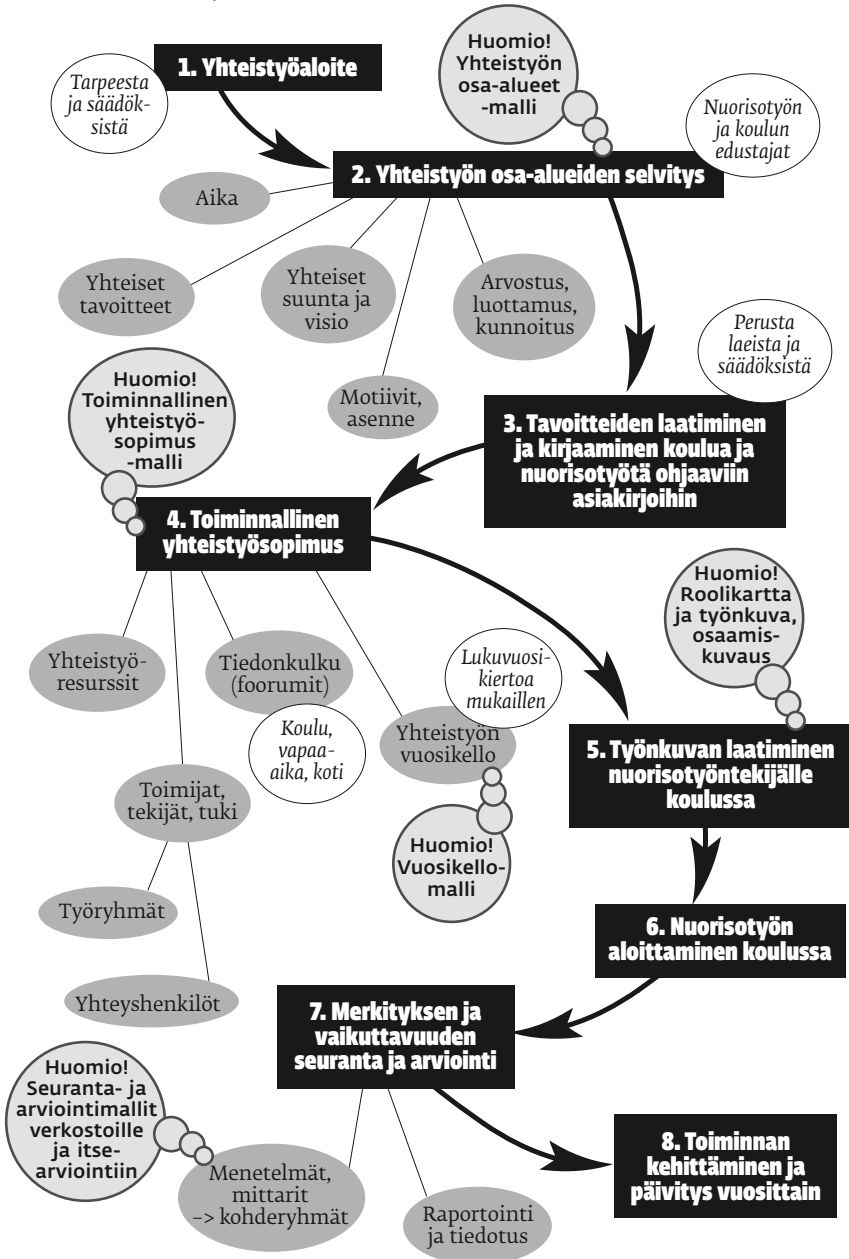 1. Yhteistyöaloite
Tarpeesta
ja säädök-
sistä
Huomio!
Yhteistyön
osa-alueet
-malli
Nuorisotyön
ja koulun
edustajat
2. Yhteistyön osa-alueiden selvitys
Aika
Yhteiset
tavoitteet
Yhteiset
suunta ja
visio
Arvostus,
luottamus,
kunnoitus
Motiivit,
asenne
Perusta
laeista ja
säädöksistä
3. Tavoitteiden laatiminen
ja kirjaaminen koulua ja
nuorisotyötä ohjaaviin
asiakirjoihin
Huomio!
Toiminnallinen
yhteistyö-
sopimus
-malli
4. Toiminnallinen
yhteistyösopimus
Yhteistyö-
resurssit
Tiedonkulku
(foorumit)
Koulu,
vapaa-
aika, koti
Lukuvuosi-
kiertoa
mukaillen
Yhteistyön
vuosikello
Huomio!
Vuosikello-
malli
Toimijat,
tekijät, tuki
Työryhmät
Yhteyshenkilöt
Huomio!
Roolikartta
ja työnkuva,
osaamis-
kuvaus
5. Työnkuvan laatiminen
nuorisotyöntekijälle
koulussa
6. Nuorisotyön
aloittaminen koulussa
7. Merkityksen ja
vaikuttavuuden
seuranta ja arviointi
Huomio!
Seuranta- ja
arviointimallit
verkostoille
ja itse-
arviointiin
Menetelmät,
mittarit
–> kohderyhmät
Raportointi
ja tiedotus
8. Toiminnan
kehittäminen ja
päivitys vuosittain